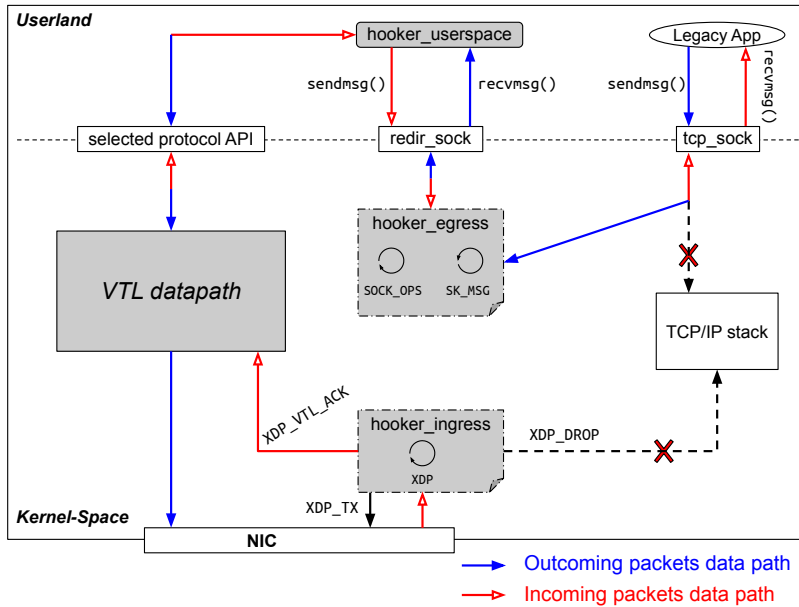 Userland
hooker_userspace
Legacy App
sendmsg()
recvmsg()
sendmsg()
recvmsg()
selected protocol API
redir_sock
tcp_sock
hooker_egress
VTL datapath
SOCK_OPS
SK_MSG
TCP/IP stack
XDP_VTL_ACK
hooker_ingress
XDP_DROP
XDP
XDP_TX
Kernel-Space
NIC
Outcoming packets data path
Incoming packets data path